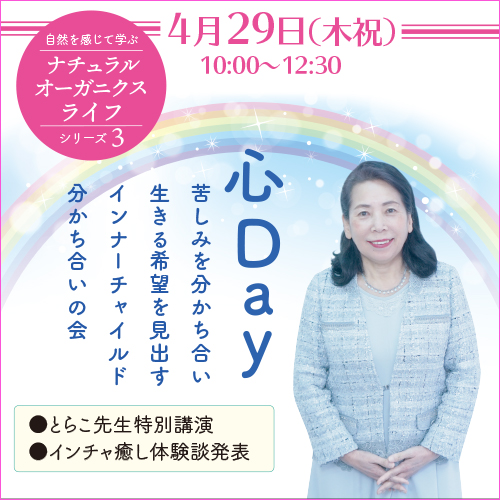 自然を感じて学ぶ
ナチュラル
オーガニクス
ライフ
シリーズ3
4月29日(木祝)
10:00～12:30
心Day
苦しみを分かち合い
生きる希望を見出す
インナーチャイルド
分かち合いの会
●とらこ先生特別講演
●インチャ癒し体験談発表